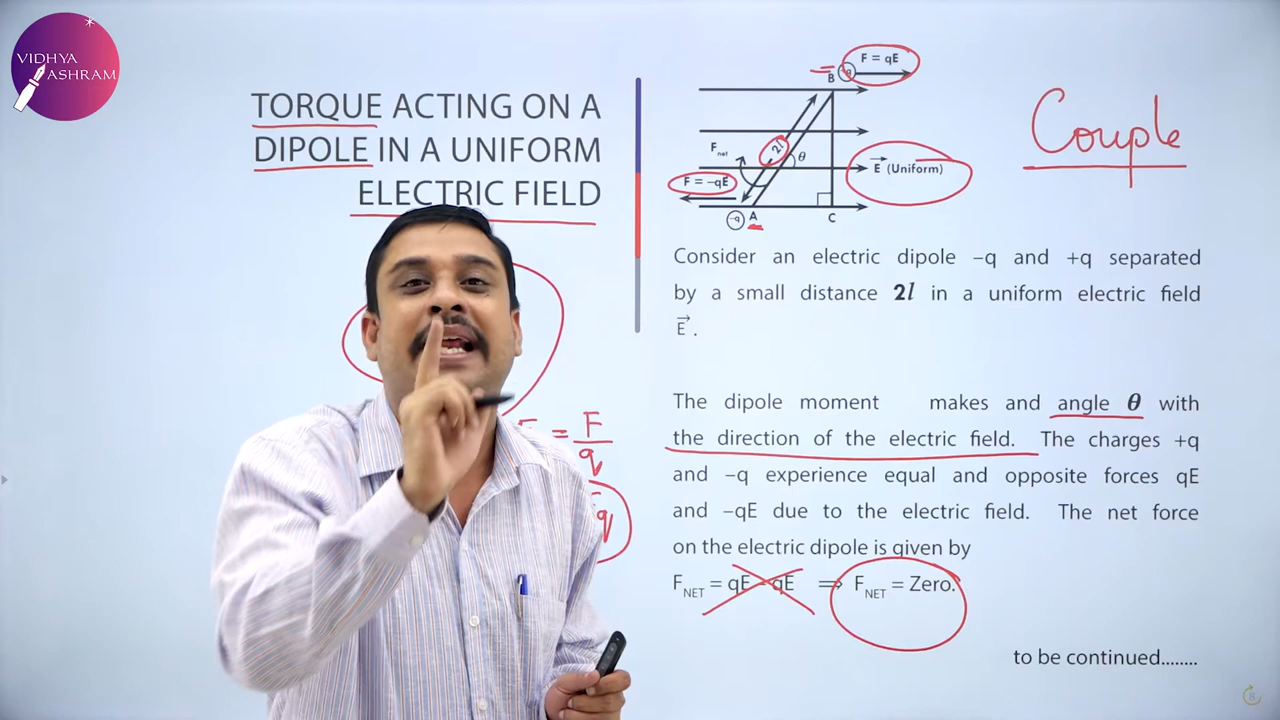 VIDHYA
ASHRAM
TORQUE ACTING ON A
DIPOLE IN A UNIFORM
ELECTRIC FIELD
F = qE
B
2l
F net
θ
E (Uniform)
F = –qE
–q
A
C
Couple
Consider an electric dipole –q and +q separated
by a small distance 2l in a uniform electric field
E⃗ .
The dipole moment makes and angle θ with
the direction of the electric field. The charges +q
and –q experience equal and opposite forces qE
and –qE due to the electric field. The net force
on the electric dipole is given by
F NET = qE – qE ⟹ F NET = Zero.
= F
q
q
to be continued........
8